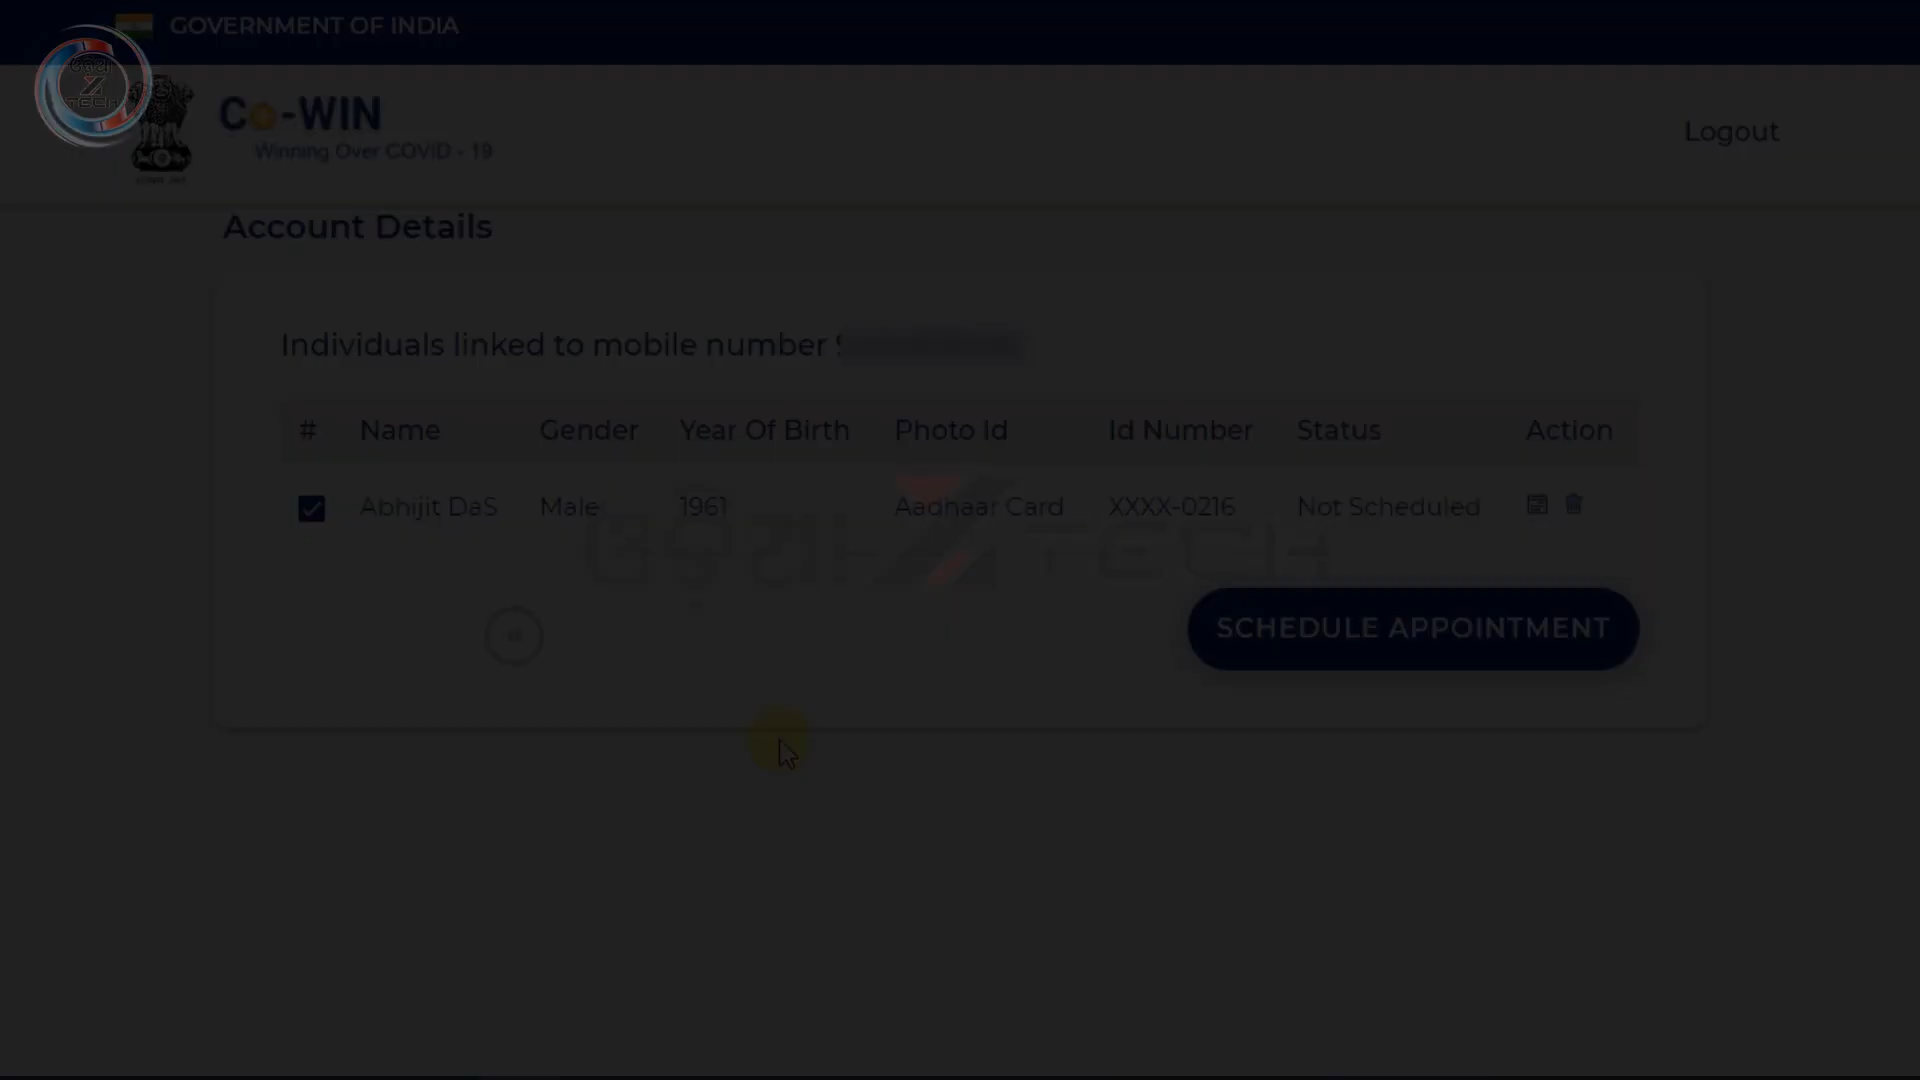 GOVERNMENT OF INDIA
Co-WIN
Winning Over COVID - 19
Logout
Account Details
Individuals linked to mobile number
# Name Gender Year Of Birth Photo Id Id Number Status Action
Abhijit DaS Male 1961 Aadhaar Card XXXX-0216 Not Scheduled
ଓଡ଼ିଆ TECH
SCHEDULE APPOINTMENT